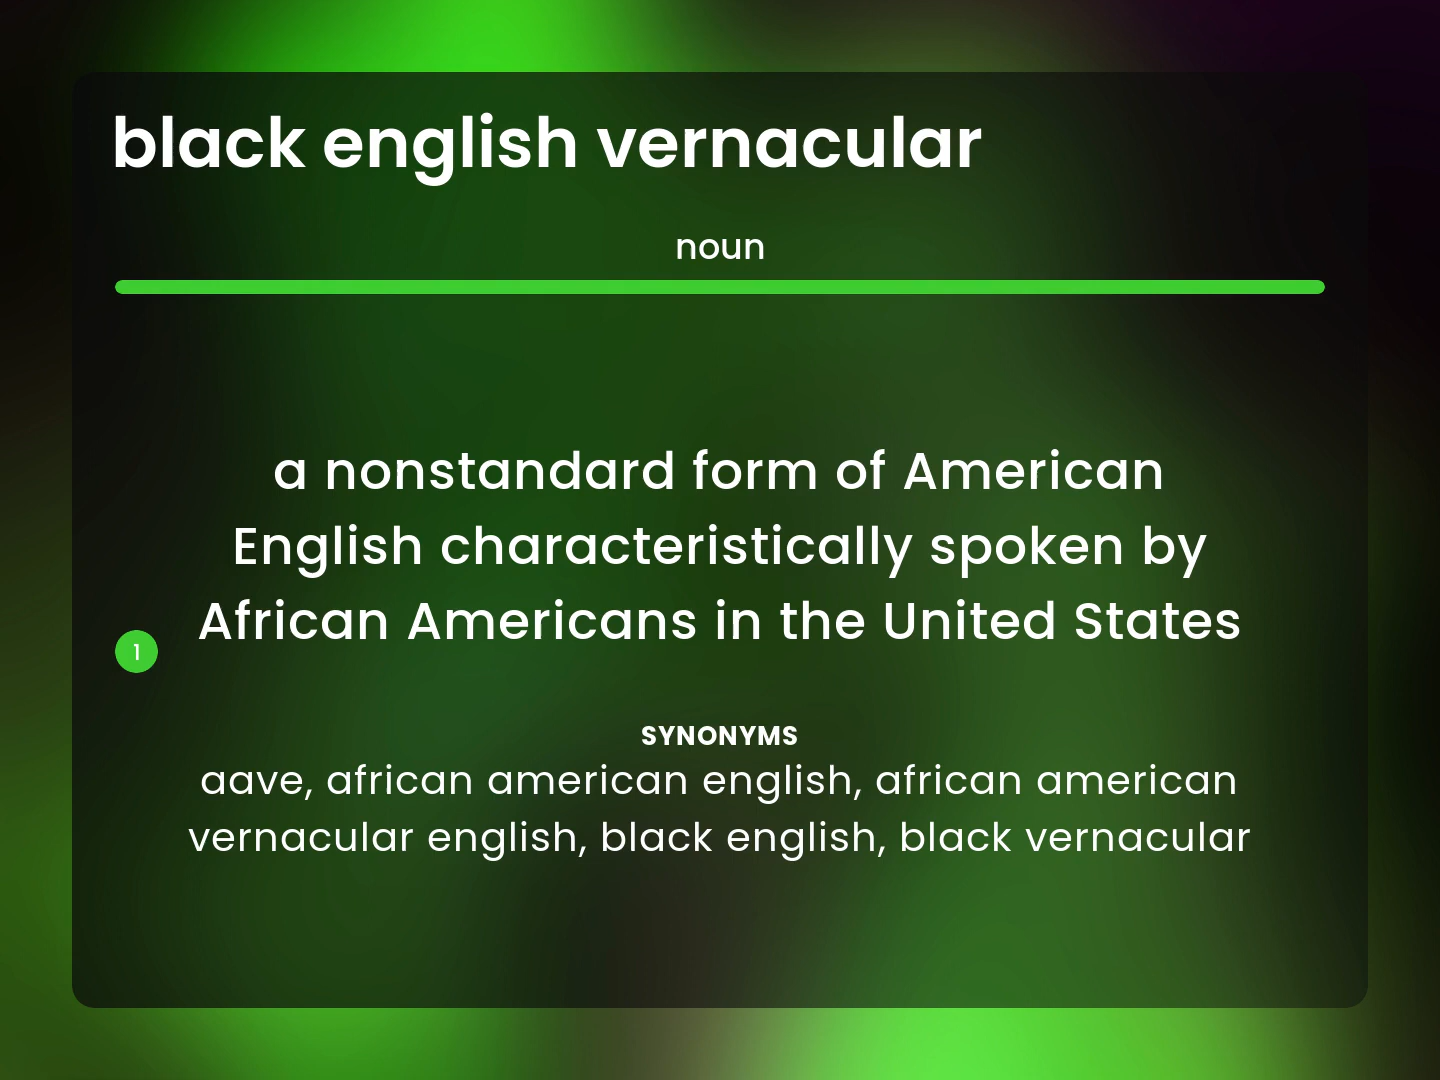 black english vernacular
noun
a nonstandard form of American
English characteristically spoken by
African Americans in the United States
1
SYNONYMS
aave, african american english, african american
vernacular english, black english, black vernacular